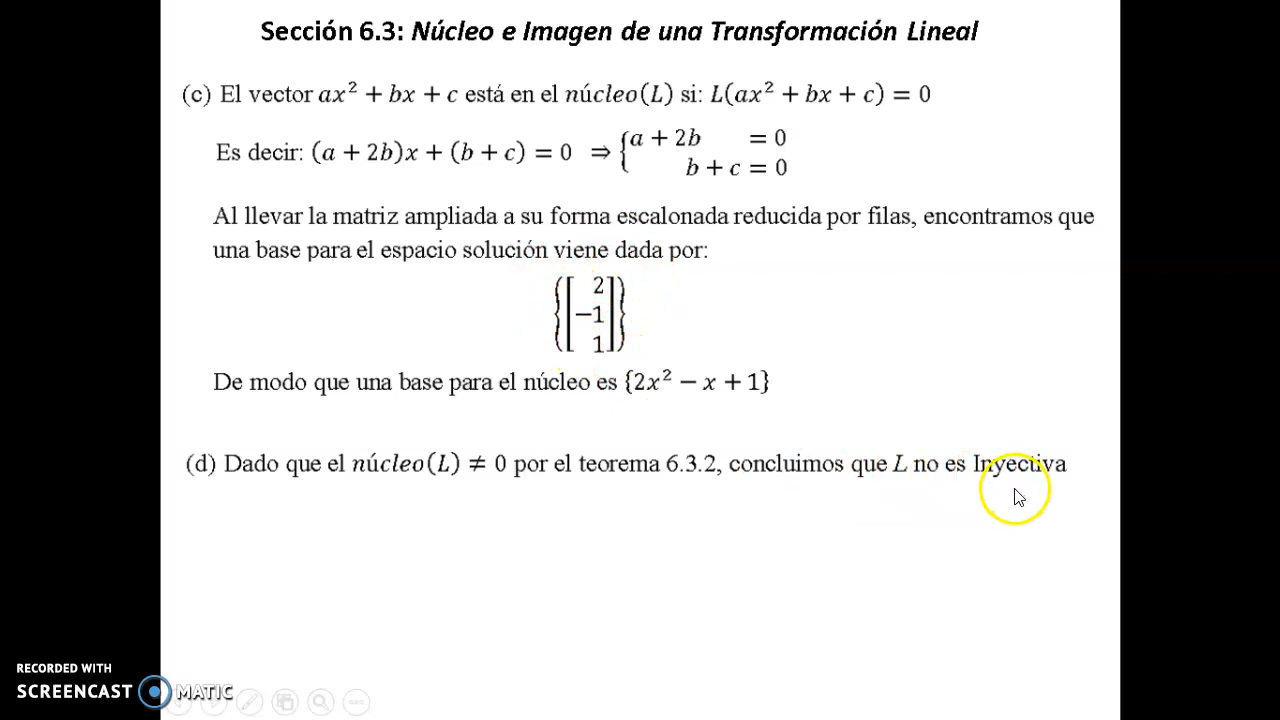 Sección 6.3: Núcleo e Imagen de una Transformación Lineal
(c) El vector ax² + bx + c está en el núcleo(L) si: L(ax² + bx + c) = 0
Es decir: (a + 2b)x + (b + c) = 0 ⇒ { a + 2b = 0
b + c = 0
Al llevar la matriz ampliada a su forma escalonada reducida por filas, encontramos que
una base para el espacio solución viene dada por:
{[ 2
−1
1 ]}
De modo que una base para el núcleo es {2x² − x + 1}
(d) Dado que el núcleo(L) ≠ 0 por el teorema 6.3.2, concluimos que L no es Inyectiva
RECORDED WITH
SCREENCAST MATIC